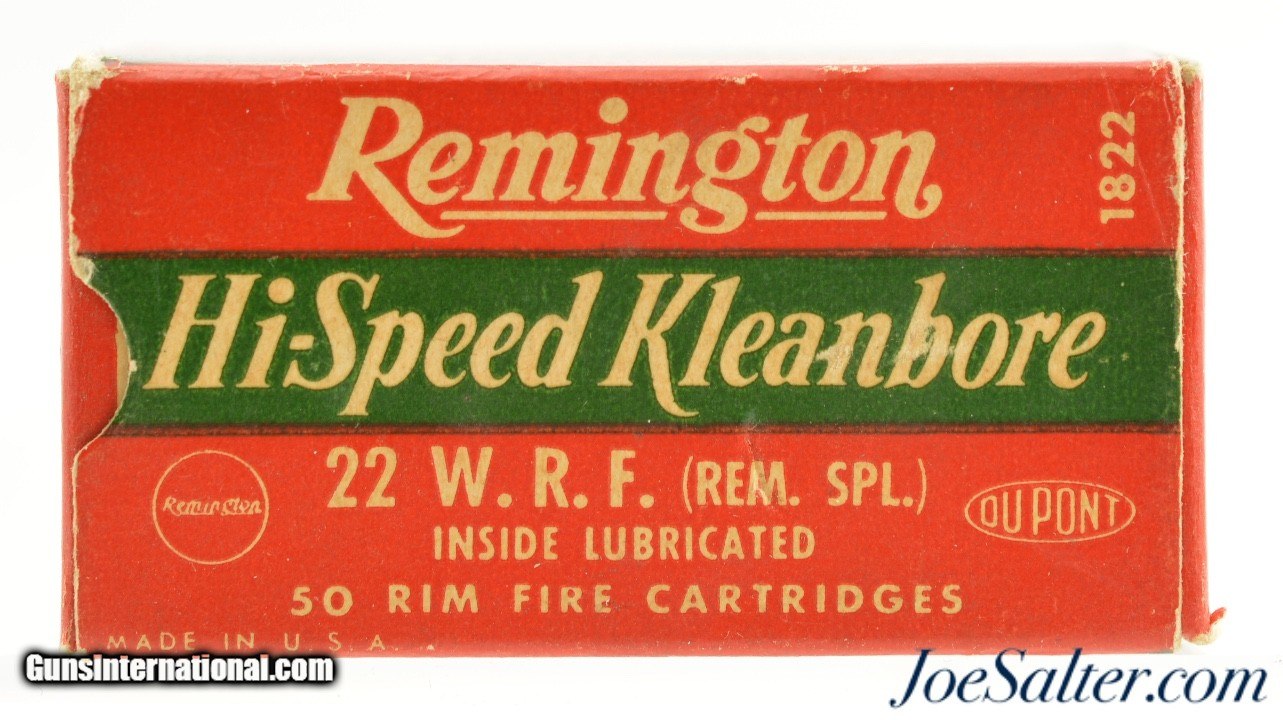 Remington
1822
Hi-Speed Kleanbore
22 W. R. F. (REM. SPL.)
Remington
DU PONT
INSIDE LUBRICATED
50 RIM FIRE CARTRIDGES
MADE IN U. S. A.
GunsInternational.com
JoeSalter.com